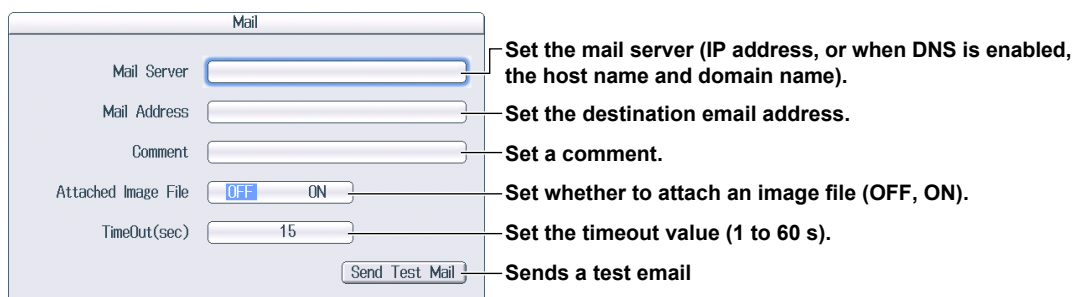 Mail
Mail Server
Set the mail server (IP address, or when DNS is enabled,
the host name and domain name).
Mail Address
Set the destination email address.
Comment
Set a comment.
Attached Image File OFF ON
Set whether to attach an image file (OFF, ON).
TimeOut(sec) 15
Set the timeout value (1 to 60 s).
Send Test Mail
Sends a test email